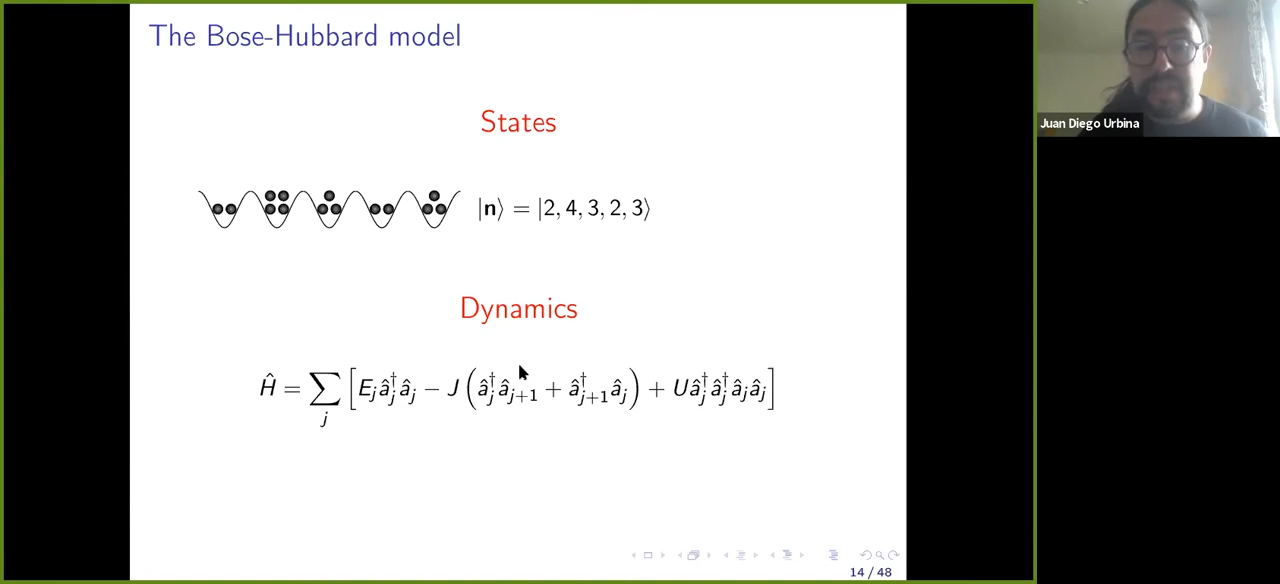 The Bose-Hubbard model
Juan Diego Urbina
States
|n⟩ = |2, 4, 3, 2, 3⟩
Dynamics
Ĥ = ∑_j [E_j â_j^† â_j − J (â_j^† â_{j+1} + â_{j+1}^† â_j) + U â_j^† â_j^† â_j â_j]
14 / 48